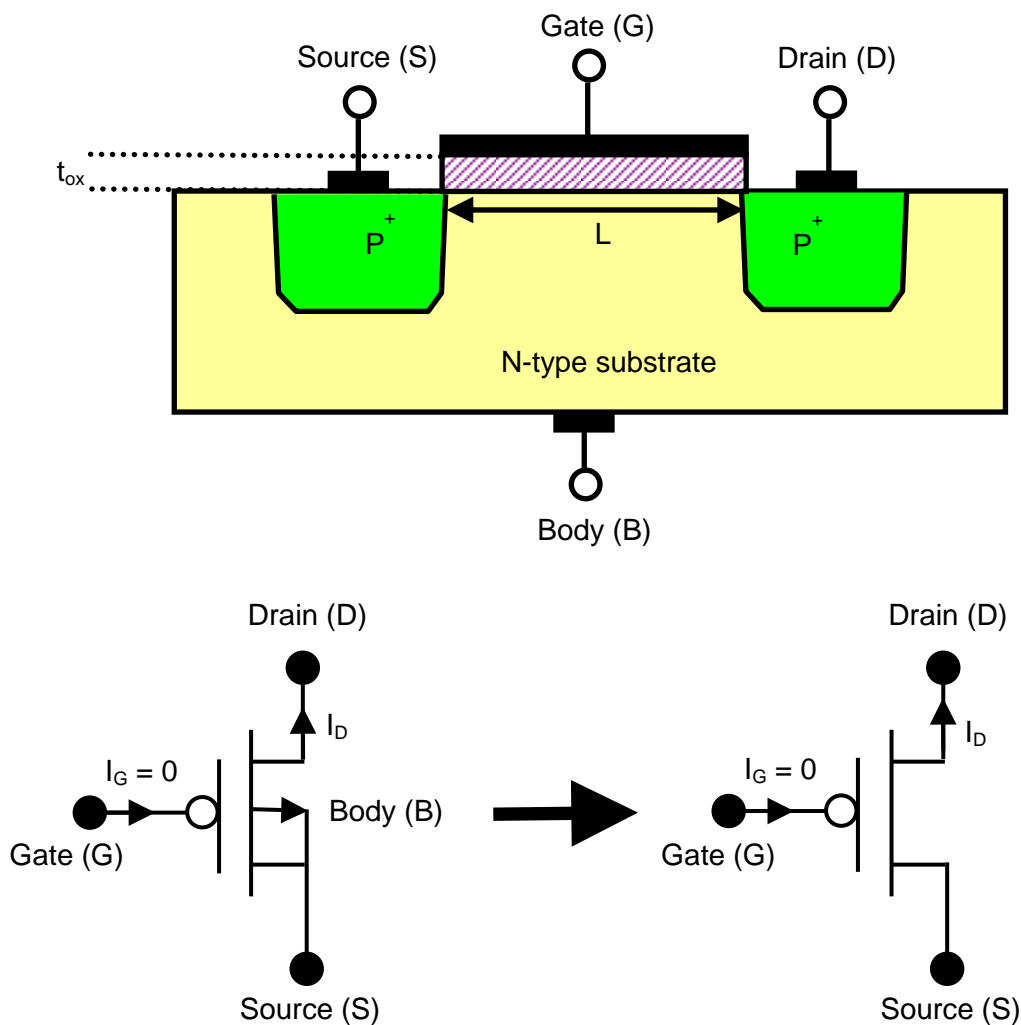 Gate (G)
Source (S)
Drain (D)
tox
P+
P+
L
N-type substrate
Body (B)
Drain (D)
Drain (D)
ID
ID
IG = 0
IG = 0
Body (B)
Gate (G)
Gate (G)
Source (S)
Source (S)